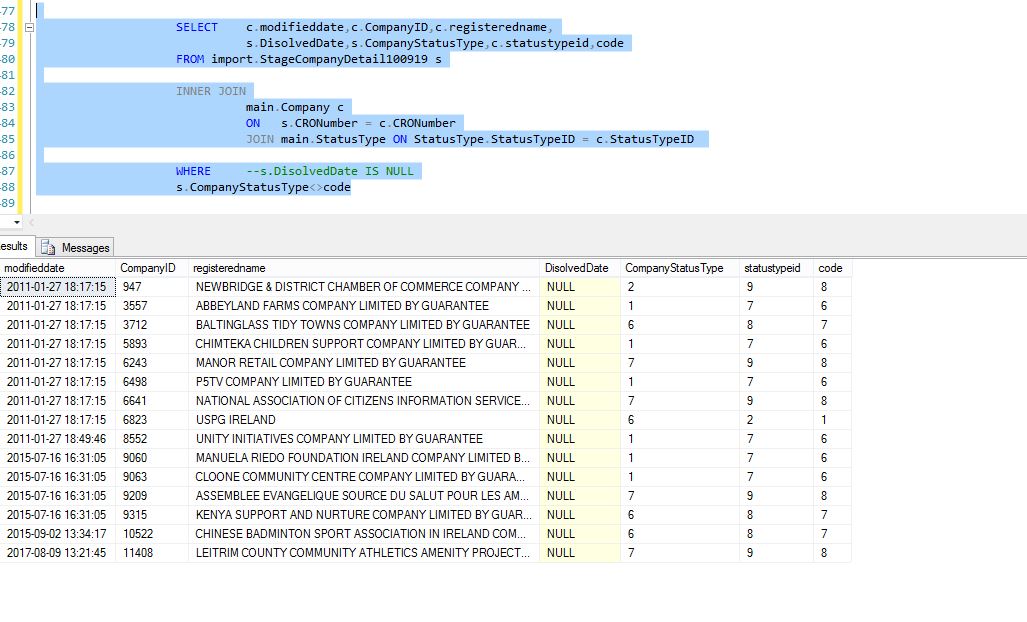 77
78 SELECT c.modifieddate,c.CompanyID,c.registeredname,
79 s.DisolvedDate,s.CompanyStatusType,c.statustypeid,code
80 FROM import.StageCompanyDetail100919 s
81
82 INNER JOIN
83 main.Company c
84 ON s.CRONumber = c.CRONumber
85 JOIN main.StatusType ON StatusType.StatusTypeID = c.StatusTypeID
86
87 WHERE --s.DisolvedDate IS NULL
88 s.CompanyStatusType<>code
89
esults Messages
modifieddate CompanyID registeredname DisolvedDate CompanyStatusType statustypeid code
2011-01-27 18:17:15 947 NEWBRIDGE & DISTRICT CHAMBER OF COMMERCE COMPANY ... NULL 2 9 8
2011-01-27 18:17:15 3557 ABBEYLAND FARMS COMPANY LIMITED BY GUARANTEE NULL 1 7 6
2011-01-27 18:17:15 3712 BALTINGLASS TIDY TOWNS COMPANY LIMITED BY GUARANTEE NULL 6 8 7
2011-01-27 18:17:15 5893 CHIMTEKA CHILDREN SUPPORT COMPANY LIMITED BY GUAR... NULL 1 7 6
2011-01-27 18:17:15 6243 MANOR RETAIL COMPANY LIMITED BY GUARANTEE NULL 7 9 8
2011-01-27 18:17:15 6498 P5TV COMPANY LIMITED BY GUARANTEE NULL 1 7 6
2011-01-27 18:17:15 6641 NATIONAL ASSOCIATION OF CITIZENS INFORMATION SERVICE... NULL 7 9 8
2011-01-27 18:17:15 6823 USPG IRELAND NULL 6 2 1
2011-01-27 18:49:46 8552 UNITY INITIATIVES COMPANY LIMITED BY GUARANTEE NULL 1 7 6
2015-07-16 16:31:05 9060 MANUELA RIEDO FOUNDATION IRELAND COMPANY LIMITED B... NULL 1 7 6
2015-07-16 16:31:05 9063 CLOONE COMMUNITY CENTRE COMPANY LIMITED BY GUARA... NULL 1 7 6
2015-07-16 16:31:05 9209 ASSEMBLEE EVANGELIQUE SOURCE DU SALUT POUR LES AM... NULL 7 9 8
2015-07-16 16:31:05 9315 KENYA SUPPORT AND NURTURE COMPANY LIMITED BY GUAR... NULL 6 8 7
2015-09-02 13:34:17 10522 CHINESE BADMINTON SPORT ASSOCIATION IN IRELAND COM... NULL 6 8 7
2017-08-09 13:21:45 11408 LEITRIM COUNTY COMMUNITY ATHLETICS AMENITY PROJECT... NULL 7 9 8